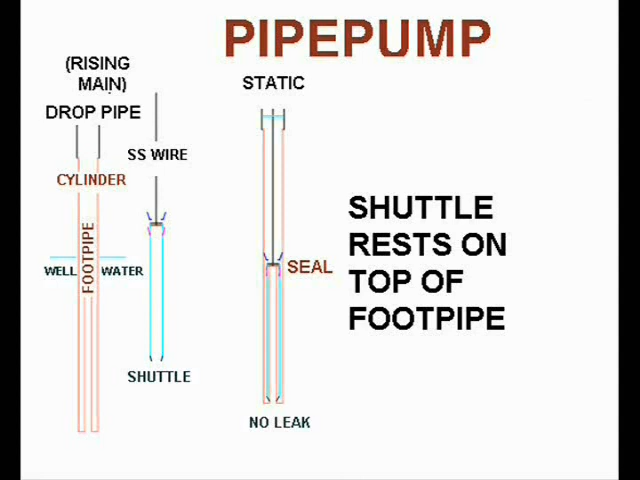 PIPEPUMP
(RISING
MAIN)
DROP PIPE
STATIC
SS WIRE
CYLINDER
FOOTPIPE
WELL
WATER
SHUTTLE
SEAL
NO LEAK
SHUTTLE
RESTS ON
TOP OF
FOOTPIPE